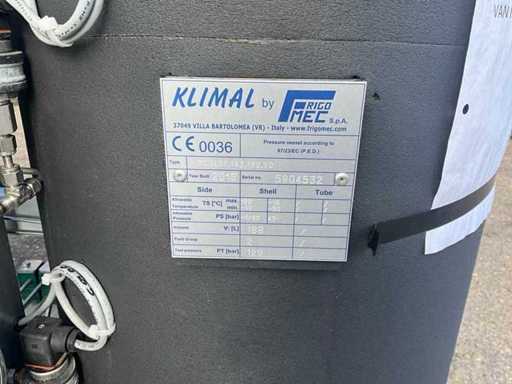 KLIMAL by FRIGO MEC S.p.A.
37049 VILLA BARTOLOMEA (VR) - Italy - www.frigomec.com
CE 0036 Pressure vessel according to
97/23/EC (P.E.D.)
Type
Year Built Serial no. 5904532
Side Shell Tube
Allowable Temperature TS [°C] max. min.
Allowable Pressure PS [bar]
Volume V: [L]
Fluid Group
Test pressure PT [bar]
VAN